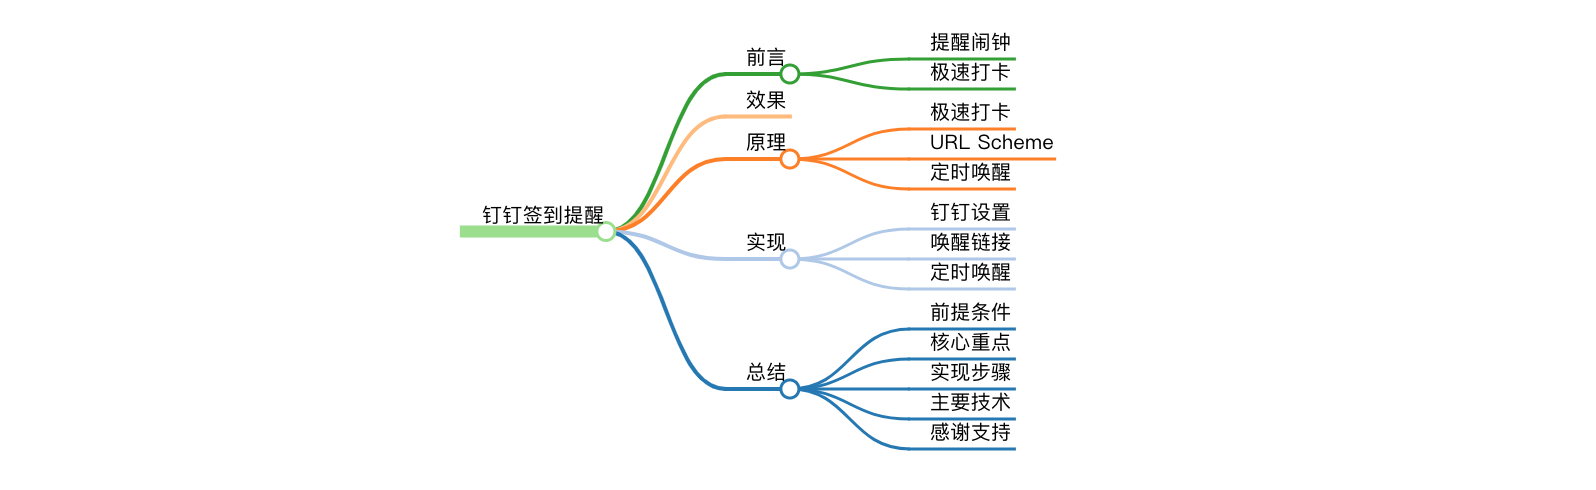 钉钉签到提醒
前言
提醒闹钟
极速打卡
效果
原理
极速打卡
URL Scheme
定时唤醒
实现
钉钉设置
唤醒链接
定时唤醒
总结
前提条件
核心重点
实现步骤
主要技术
感谢支持